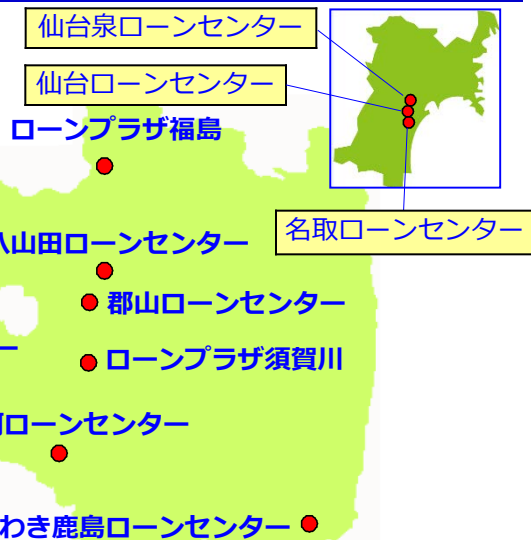 仙台泉ローンセンター
仙台ローンセンター
ローンプラザ福島
名取ローンセンター
八山田ローンセンター
郡山ローンセンター
ー
ローンプラザ須賀川
ローンセンター
わき鹿島ローンセンター